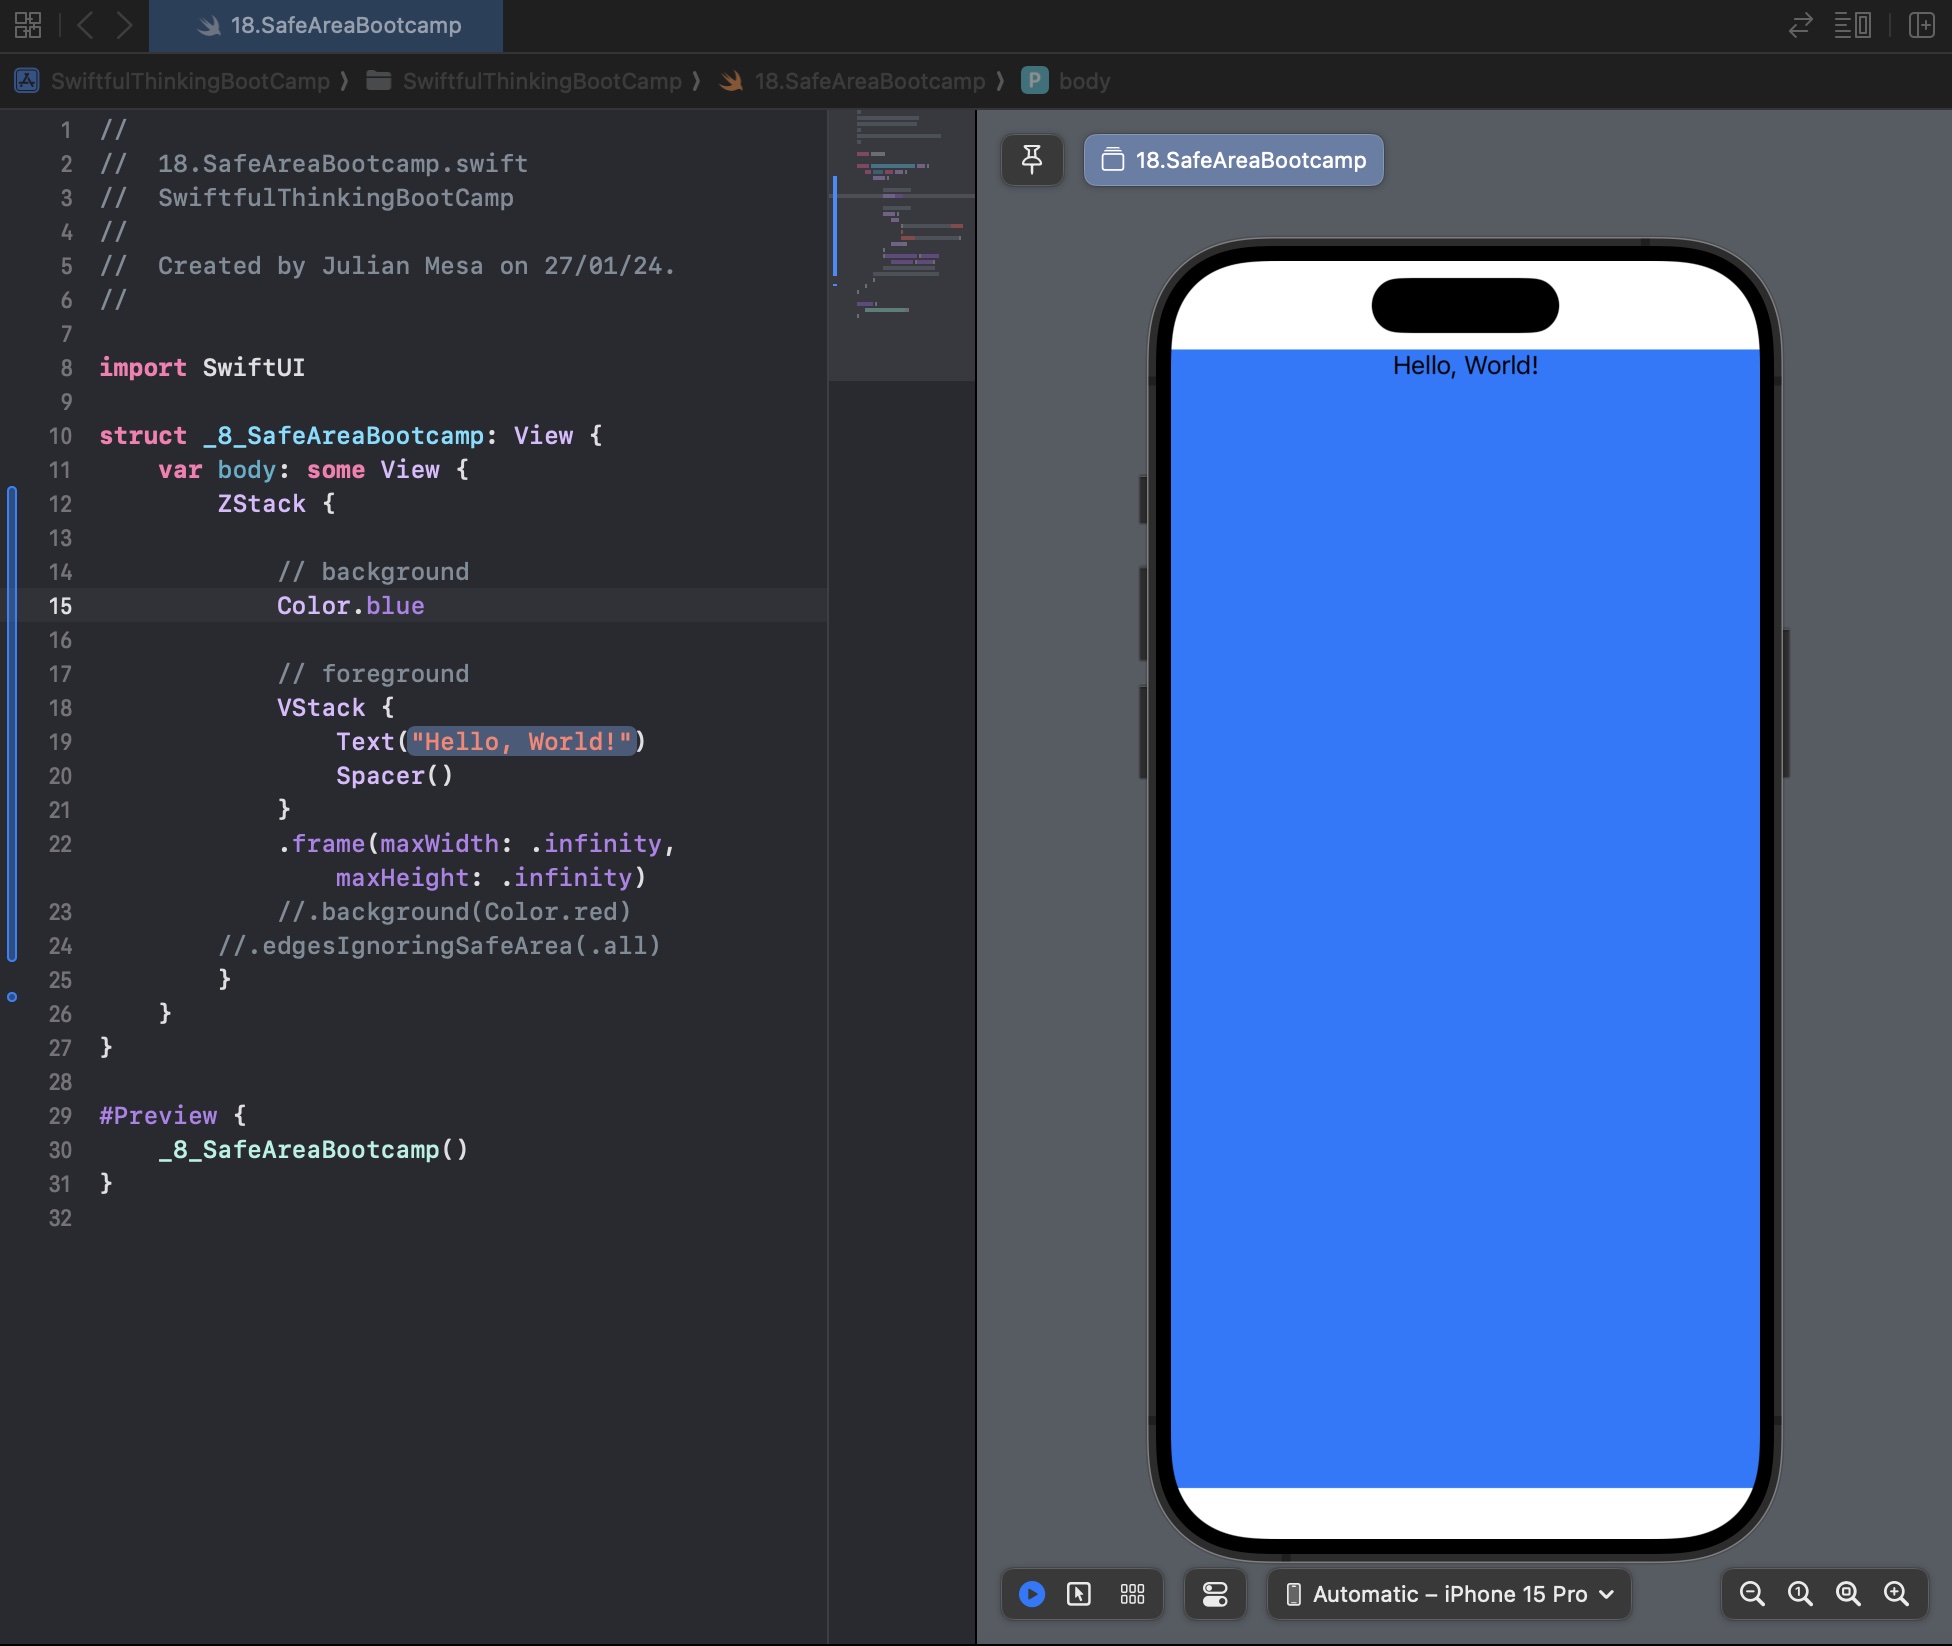 18.SafeAreaBootcamp
SwiftfulThinkingBootCamp ⟩ SwiftfulThinkingBootCamp ⟩ 18.SafeAreaBootcamp ⟩ P body
1 //
2 //  18.SafeAreaBootcamp.swift
3 //  SwiftfulThinkingBootCamp
4 //
5 //  Created by Julian Mesa on 27/01/24.
6 //
7
8 import SwiftUI
9
10 struct _8_SafeAreaBootcamp: View {
11     var body: some View {
12         ZStack {
13
14             // background
15             Color.blue
16
17             // foreground
18             VStack {
19                 Text("Hello, World!")
20                 Spacer()
21             }
22             .frame(maxWidth: .infinity,
                maxHeight: .infinity)
23             //.background(Color.red)
24         //.edgesIgnoringSafeArea(.all)
25         }
26     }
27 }
28
29 #Preview {
30     _8_SafeAreaBootcamp()
31 }
32
18.SafeAreaBootcamp
Hello, World!
Automatic – iPhone 15 Pro